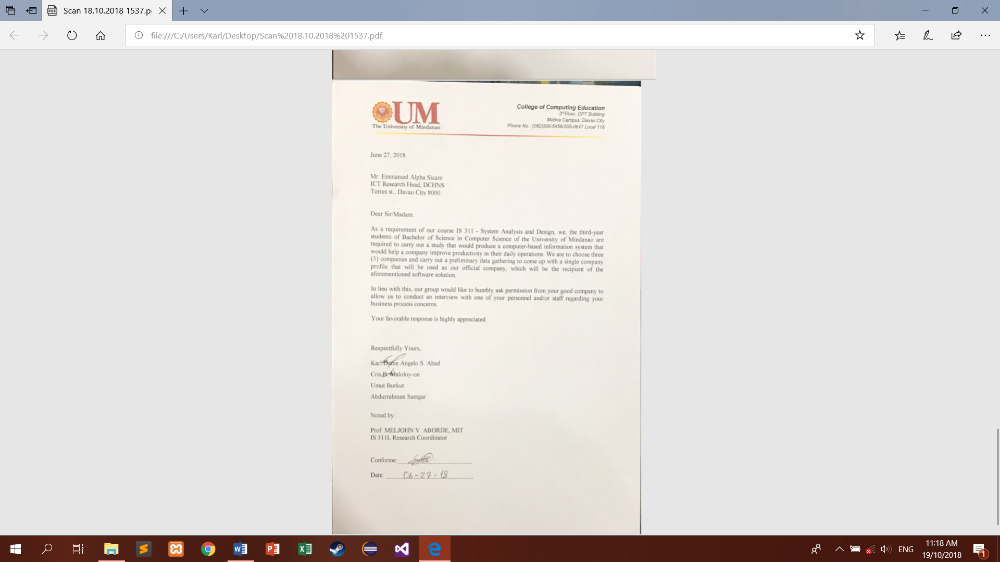 Scan 18.10.2018 1537.p
file:///C:/Users/Karl/Desktop/Scan%2018.10.2018%201537.pdf
UM
The University of Mindanao
College of Computing Education
3rd Floor, DPT Building
Matina Campus, Davao City
Phone No.: (082)300-5456/305-0647 Local 116
June 27, 2018
Mr. Emmanuel Alpha Sicam
ICT Research Head, DCHNS
Torres st., Davao City 8000
Dear Sir/Madam:
As a requirement of our course IS 311 - System Analysis and Design, we, the third-year
students of Bachelor of Science in Computer Science of the University of Mindanao are
required to carry out a study that would produce a computer-based information system that
would help a company improve productivity in their daily operations. We are to choose three
(3) companies and carry out a preliminary data gathering to come up with a single company
profile that will be used as our official company, which will be the recipient of the
aforementioned software solution.
In lieu with this, our group would like to humbly ask permission from your good company to
allow us to conduct an interview with one of your personnel and/or staff regarding your
business process concerns.
Your favorable response is highly appreciated.
Respectfully Yours,
Karl Angelo S. Abad
Cris B. Maloloy-on
Umut Burkut
Abdurrahman Samgar
Noted by:
Prof. MELJOHN V. ABORDE, MIT
IS 311L Research Coordinator
Conforme:
Date: 06-27-18
ENG
11:18 AM
19/10/2018
1